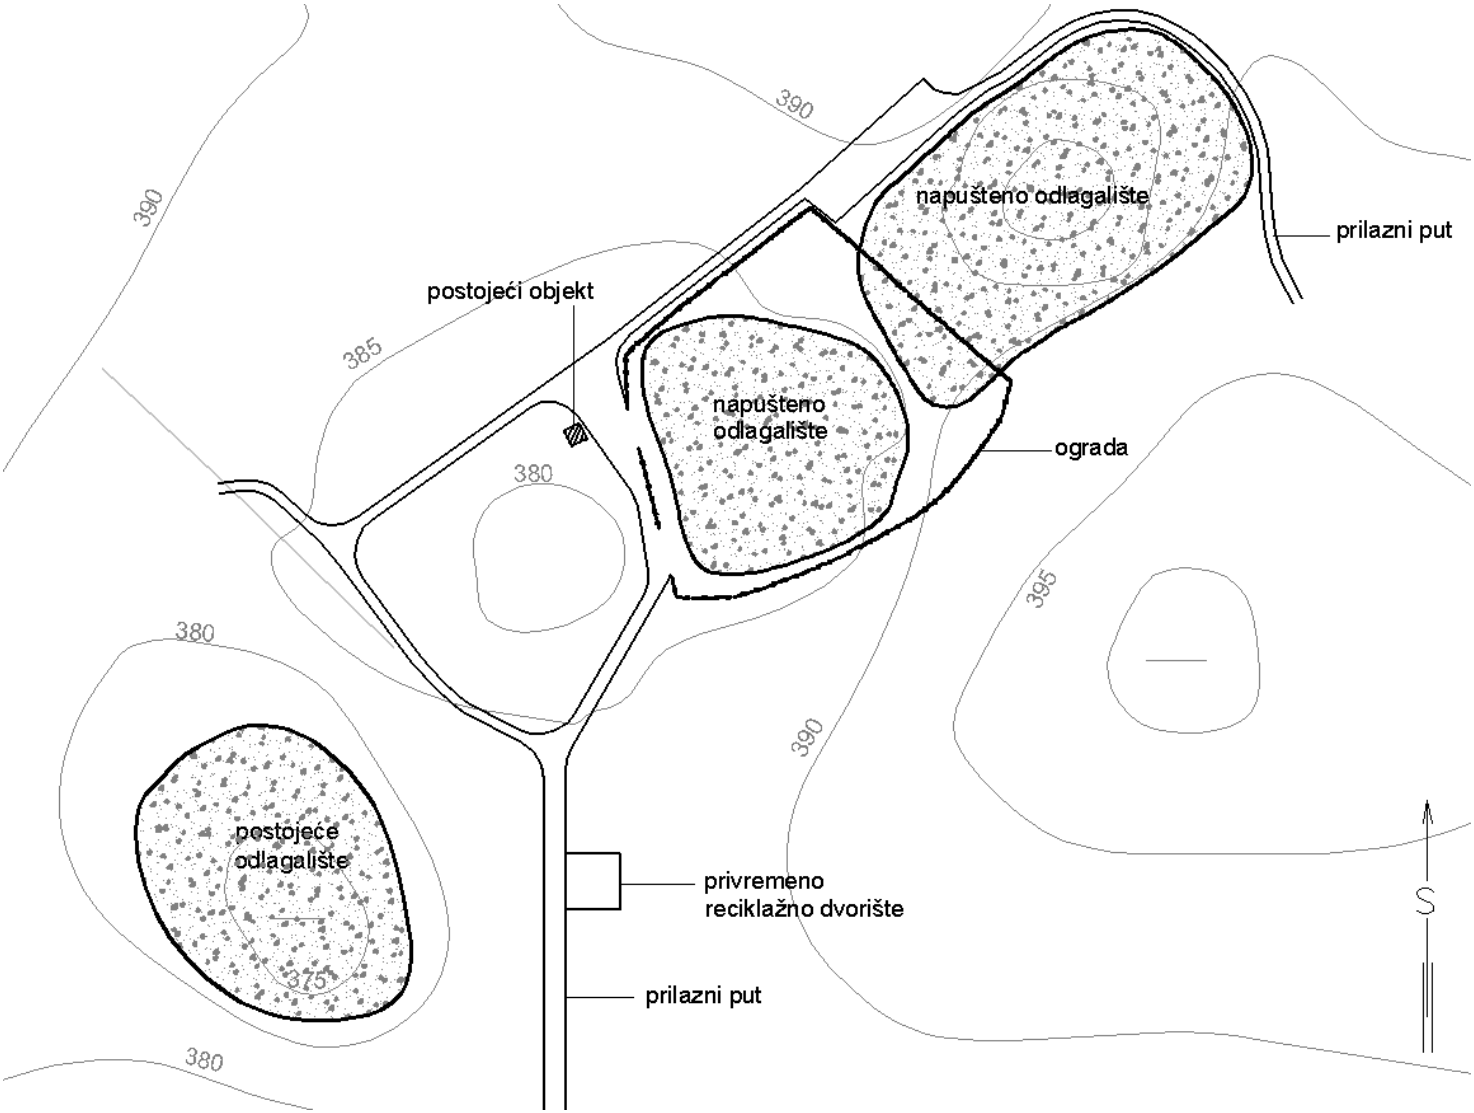 390
390
napušteno odlagalište
prilazni put
postojeći objekt
385
napušteno
odlagalište
ograda
380
395
380
390
postojeće
odlagalište
privremeno
reciklažno dvorište
S
375
prilazni put
380